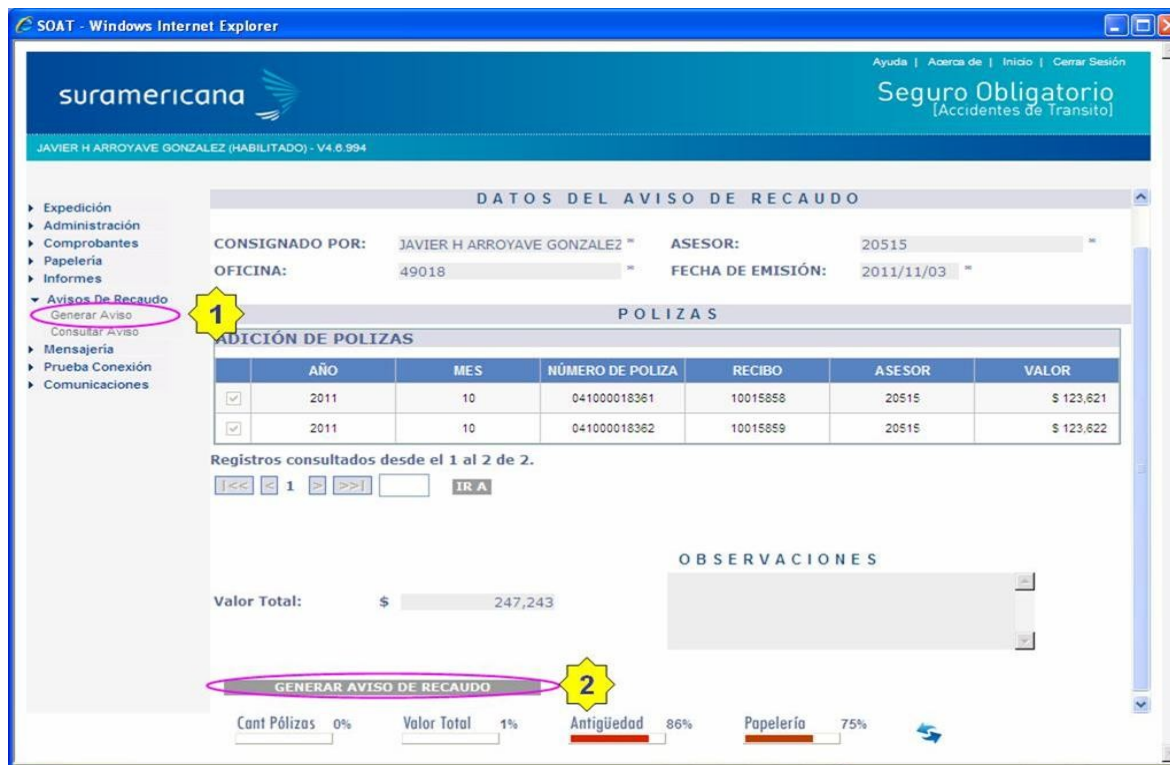 SOAT - Windows Internet Explorer
Ayuda | Acerca de | Inicio | Cerrar Sesión
suramericana
Seguro Obligatorio
[Accidentes de Transito]
JAVIER H ARROYAVE GONZALEZ (HABILITADO) - V4.6.994
Expedición
Administración
Comprobantes
Papelería
Informes
Avisos De Recaudo
Generar Aviso
Consultar Aviso
Mensajería
Prueba Conexión
Comunicaciones
1
DATOS DEL AVISO DE RECAUDO
CONSIGNADO POR: JAVIER H ARROYAVE GONZALEZ * ASESOR: 20515 *
OFICINA: 49018 * FECHA DE EMISIÓN: 2011/11/03 *
POLIZAS
ADICIÓN DE POLIZAS
AÑO MES NÚMERO DE POLIZA RECIBO ASESOR VALOR
2011 10 041000018361 10015858 20515 $ 123,621
2011 10 041000018362 10015859 20515 $ 123,622
Registros consultados desde el 1 al 2 de 2.
|<< < 1 > >>| IR A
OBSERVACIONES
Valor Total: $ 247,243
GENERAR AVISO DE RECAUDO 2
Cant Pólizas 0% Valor Total 1% Antigüedad 86% Papelería 75%